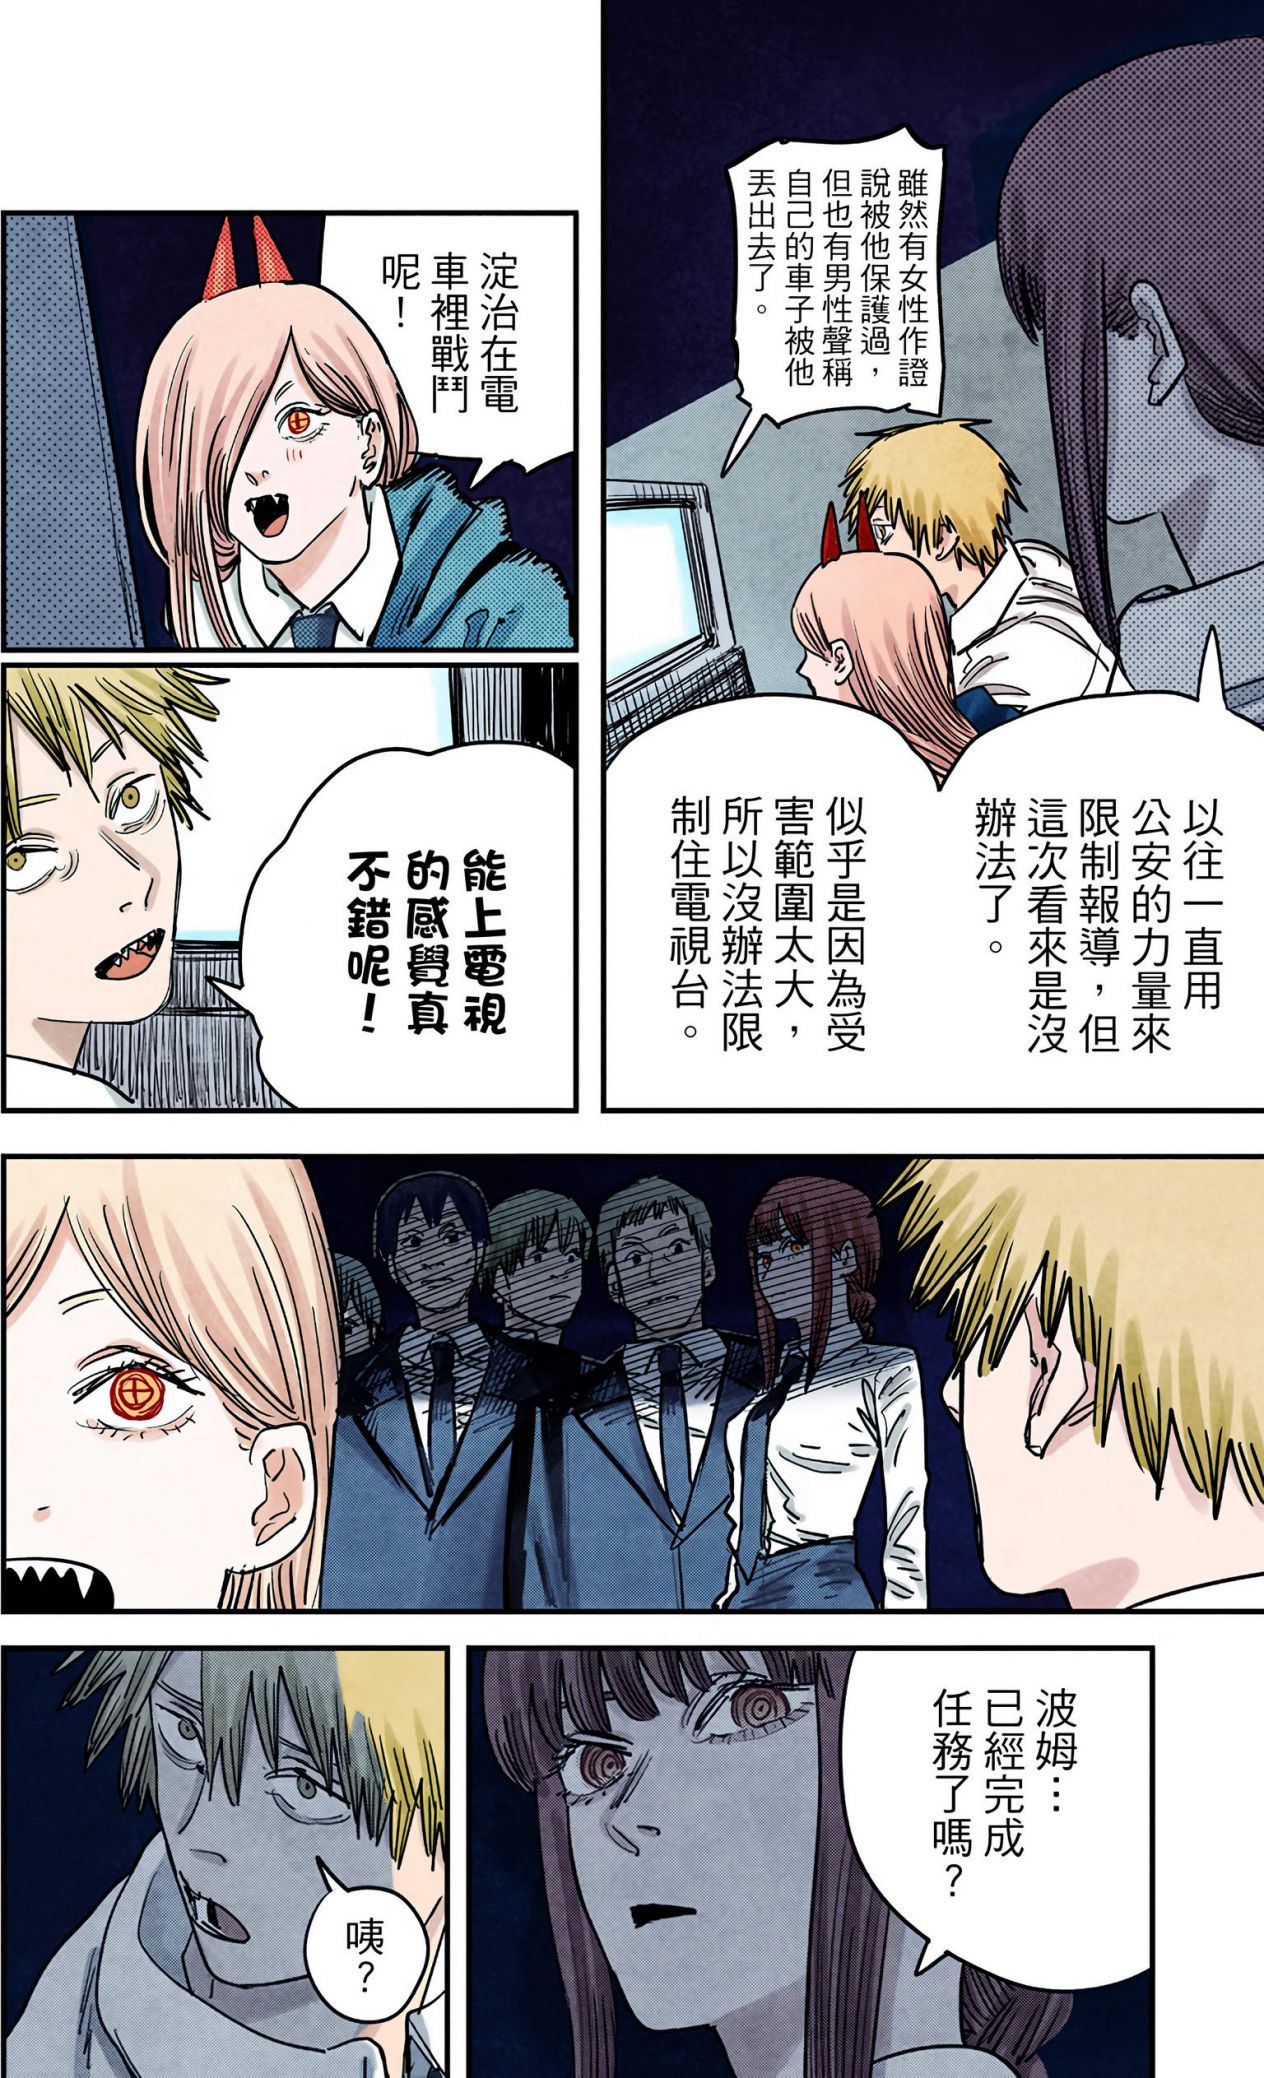 雖然有女性作證
說被他保護過，
但也有男性聲稱
自己的車子被他
丟出去了。
以往一直用
公安的力量來
限制報導，但
這次看來是沒
辦法了。
似乎是因為受
害範圍太大，
所以沒辦法限
制住電視台。
淀治在電
車裡戰鬥
呢！
能上電視
的感覺真
不錯呢！
波姆⋯
已經完成
任務了嗎？
咦？